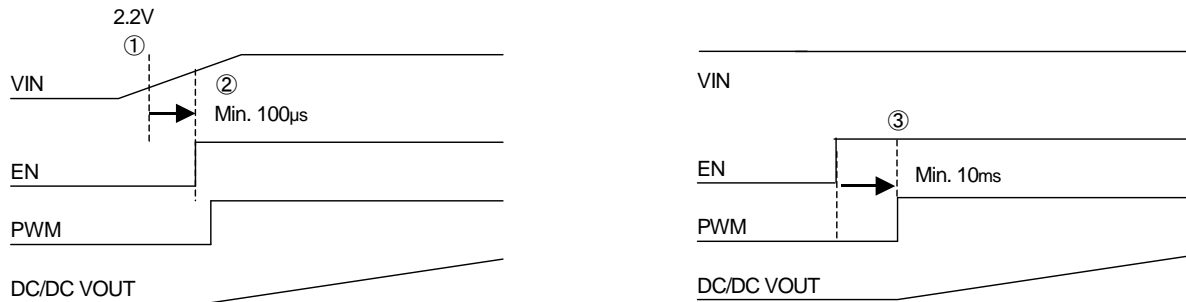 2.2V
①
VIN
②
Min. 100µs
EN
PWM
DC/DC VOUT
VIN
③
EN
Min. 10ms
PWM
DC/DC VOUT